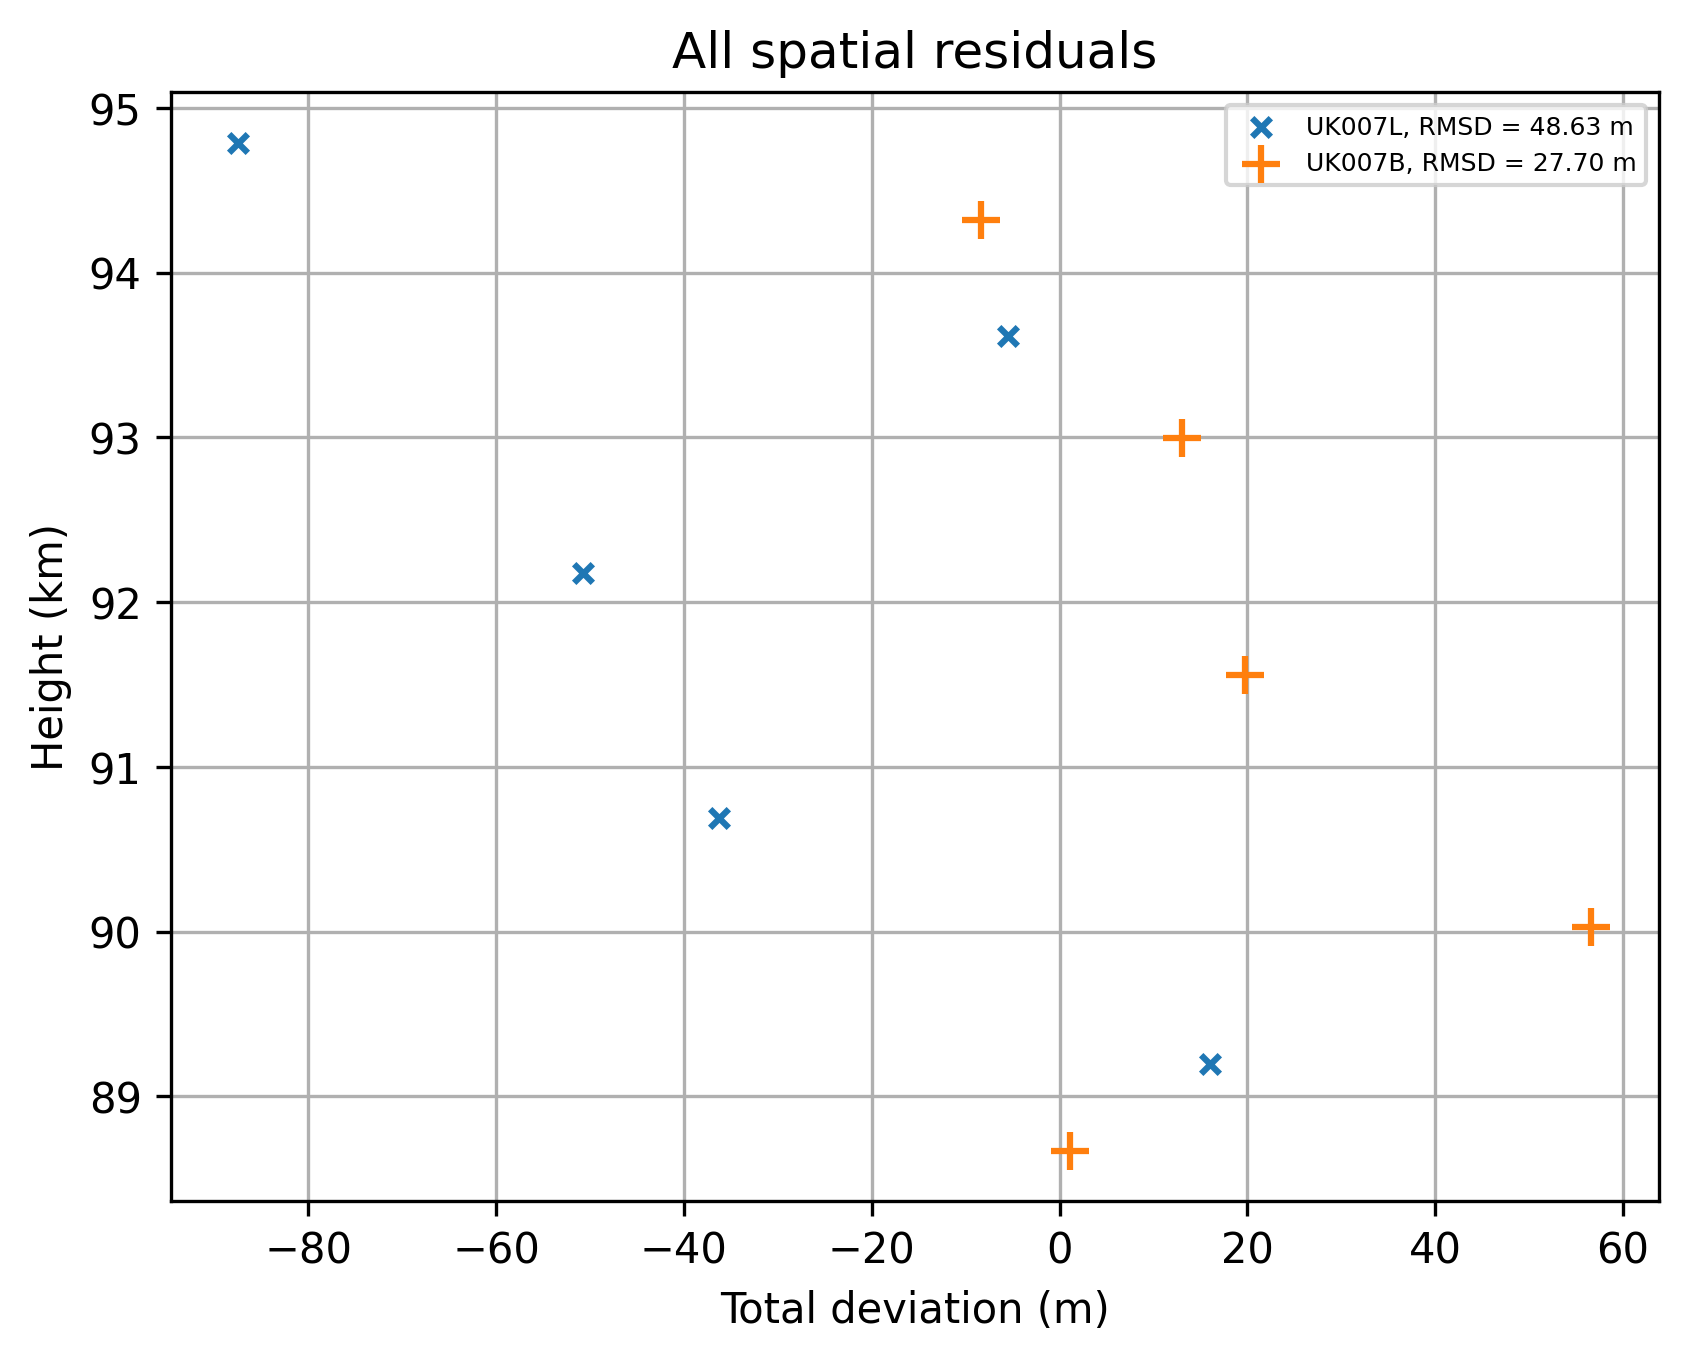 All spatial residuals
95
94
93
92
91
90
89
Height (km)
UK007L, RMSD = 48.63 m
UK007B, RMSD = 27.70 m
−80 −60 −40 −20 0 20 40 60
Total deviation (m)